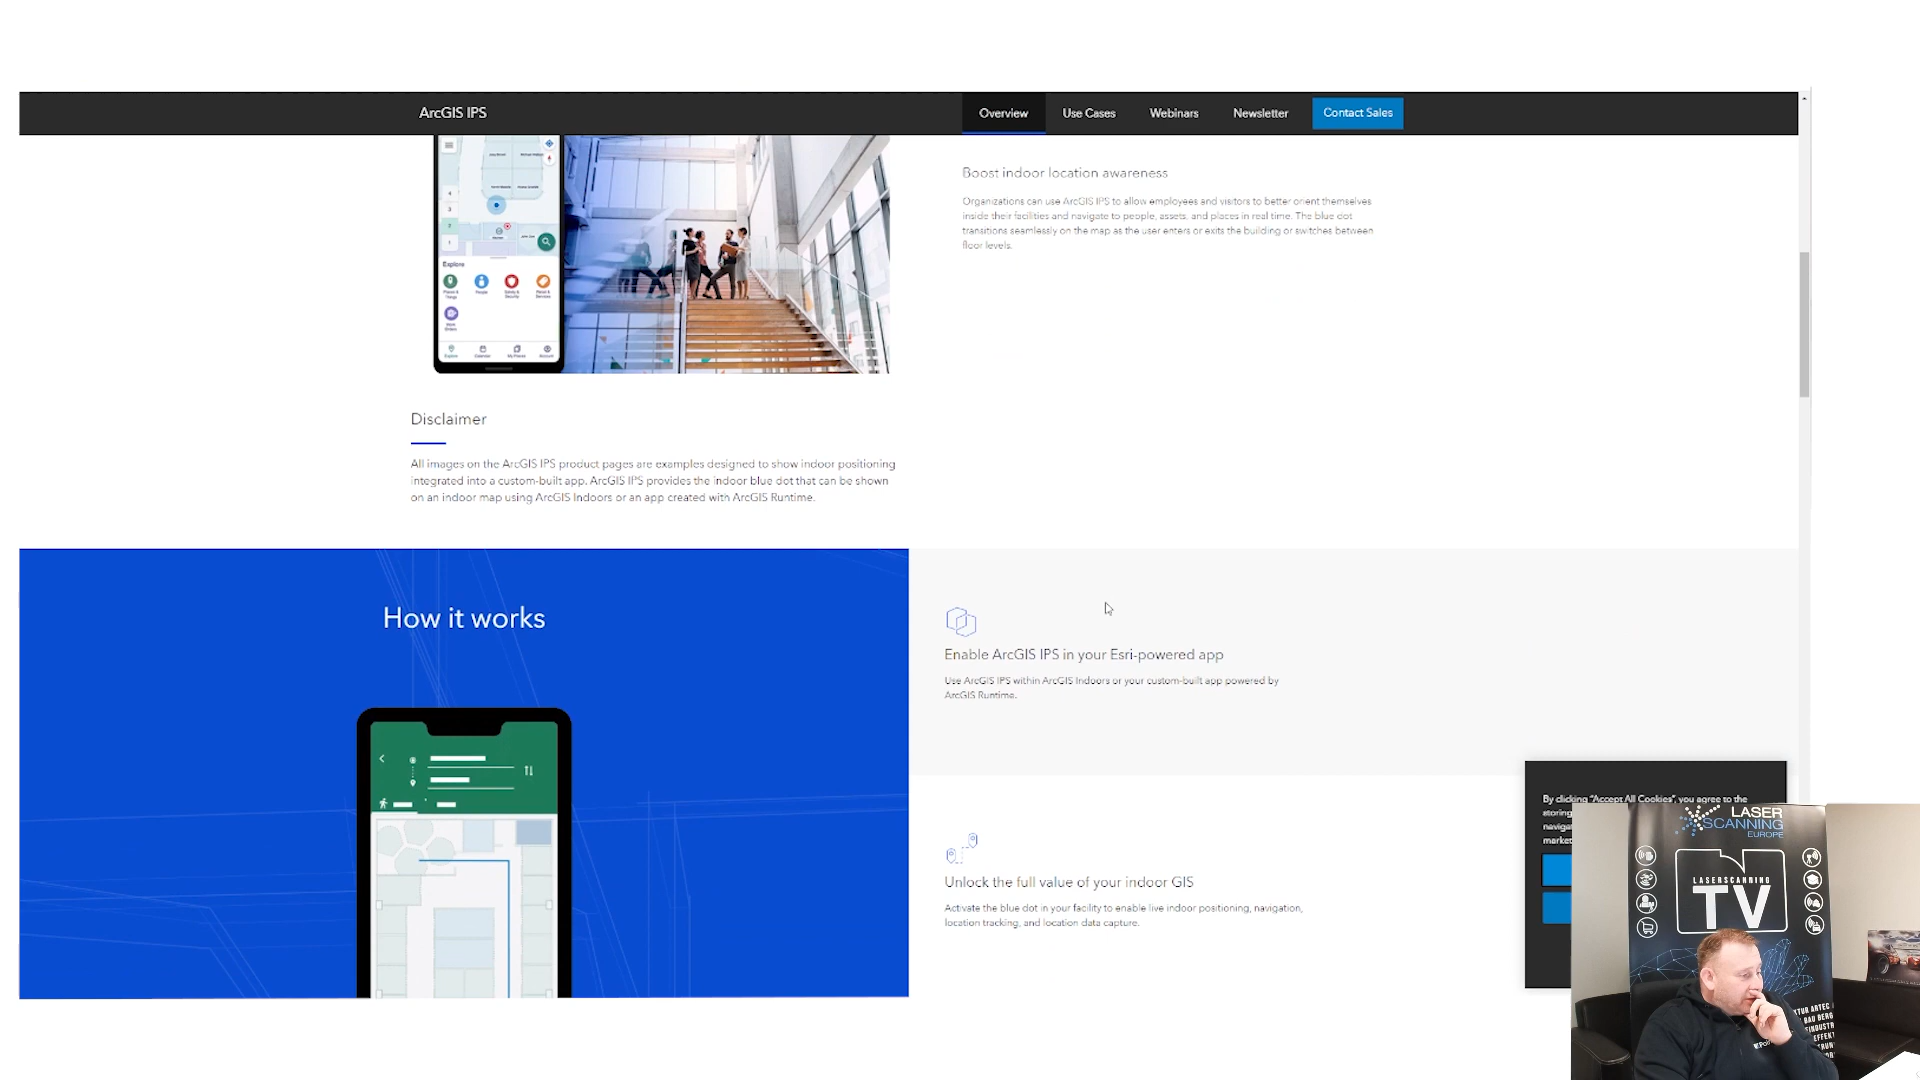 ArcGIS IPS
Overview
Use Cases
Webinars
Newsletter
Contact Sales
Explore
Boost indoor location awareness
Organizations can use ArcGIS IPS to allow employees and visitors to better orient themselves
inside their facilities and navigate to people, assets, and places in real time. The blue dot
transitions seamlessly on the map as the user enters or exits the building or switches between
floor levels.
Disclaimer
All images on the ArcGIS IPS product pages are examples designed to show indoor positioning
integrated into a custom-built app. ArcGIS IPS provides the indoor blue dot that can be shown
on an indoor map using ArcGIS Indoors or an app created with ArcGIS Runtime.
How it works
Enable ArcGIS IPS in your Esri-powered app
Use ArcGIS IPS within ArcGIS Indoors or your custom-built app powered by
ArcGIS Runtime.
Unlock the full value of your indoor GIS
Activate the blue dot in your facility to enable live indoor positioning, navigation,
location tracking, and location data capture.
By clicking “Accept All Cookies”, you agree to the
storing
LASER
SCANNING
EUROPE
LASERSCANNING
TV